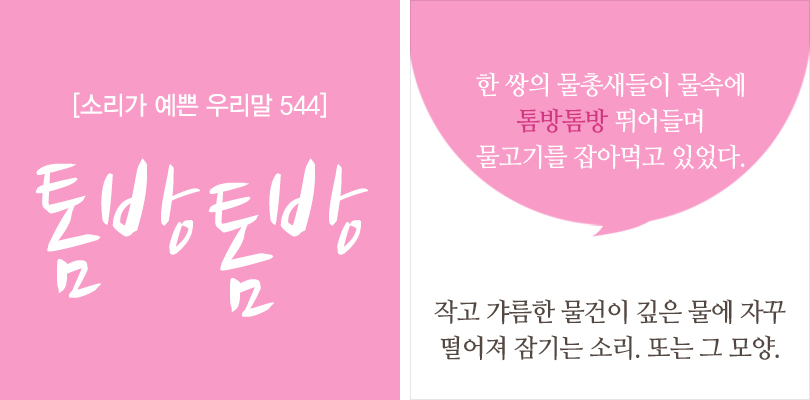 [소리가 예쁜 우리말 544]
톰방톰방
한 쌍의 물총새들이 물속에
톰방톰방 뛰어들며
물고기를 잡아먹고 있었다.
작고 갸름한 물건이 깊은 물에 자꾸
떨어져 잠기는 소리. 또는 그 모양.